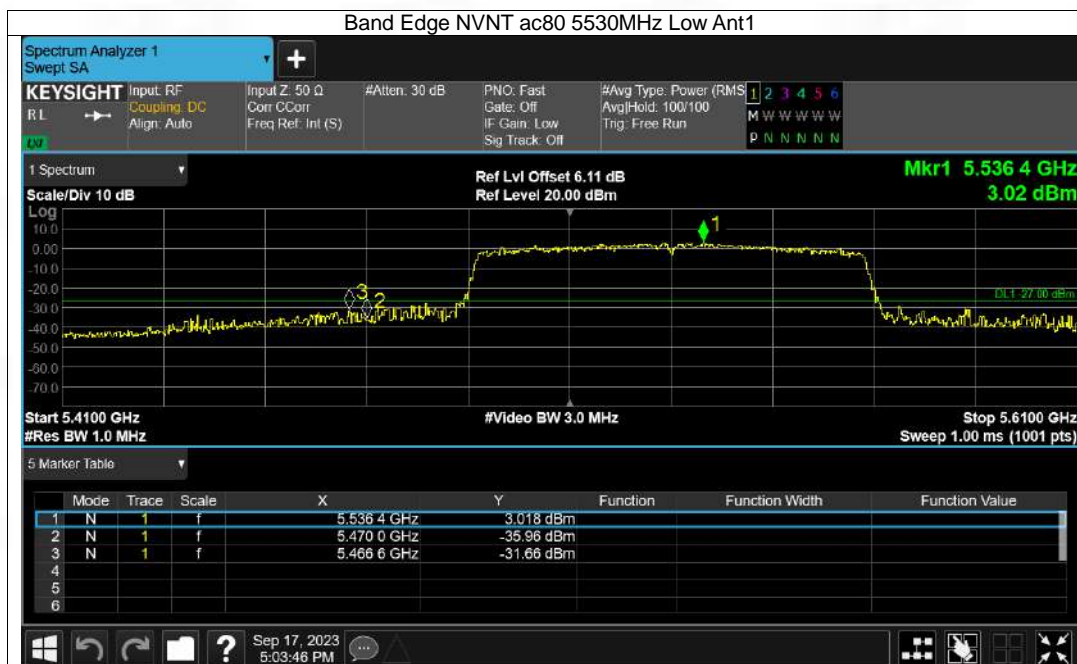 Band Edge NVNT ac80 5530MHz Low Ant1
Spectrum Analyzer 1
Swept SA
+
KEYSIGHT Input: RF Input Z: 50 Ω #Atten: 30 dB PNO: Fast #Avg Type: Power (RMS 1 2 3 4 5 6
RL Coupling: DC Corr CCorr Gate: Off Avg|Hold: 100/100 M W W W W W
Align: Auto Freq Ref: Int (S) IF Gain: Low Trig: Free Run
Sig Track: Off P N N N N N
1 Spectrum Ref Lvl Offset 6.11 dB Mkr1 5.536 4 GHz
Scale/Div 10 dB Ref Level 20.00 dBm 3.02 dBm
Log
10.0
1
0.00
-10.0
-20.0
3
DL1 -27.00 dBm
2
-30.0
-40.0
-50.0
-60.0
-70.0
Start 5.4100 GHz #Video BW 3.0 MHz Stop 5.6100 GHz
#Res BW 1.0 MHz Sweep 1.00 ms (1001 pts)
5 Marker Table
Mode Trace Scale X Y Function Function Width Function Value
1 N 1 f 5.536 4 GHz 3.018 dBm
2 N 1 f 5.470 0 GHz -35.96 dBm
3 N 1 f 5.466 6 GHz -31.66 dBm
4
5
6
? Sep 17, 2023
5:03:46 PM